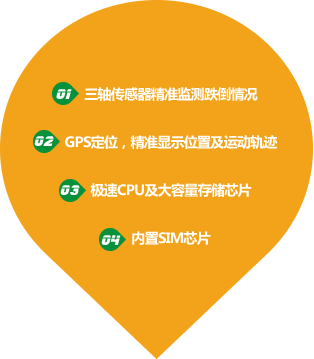 01 三轴传感器精准监测跌倒情况
02 GPS定位，精准显示位置及运动轨迹
03 极速CPU及大容量存储芯片
04 内置SIM芯片